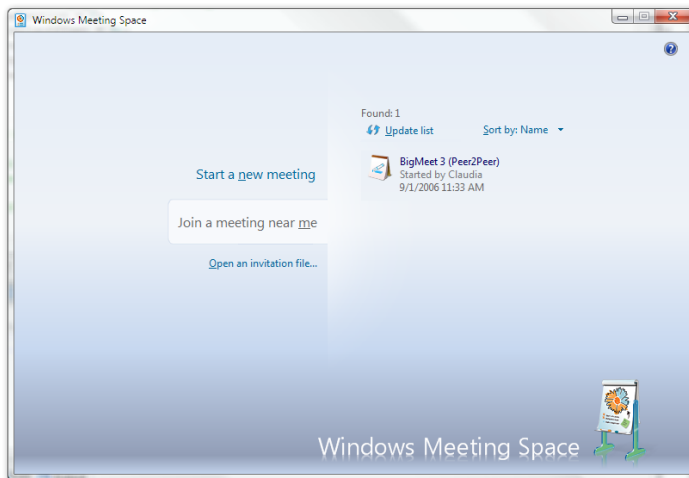 Windows Meeting Space
Found: 1
Update list Sort by: Name
BigMeet 3 (Peer2Peer)
Started by Claudia
9/1/2006 11:33 AM
Start a new meeting
Join a meeting near me
Open an invitation file...
Windows Meeting Space